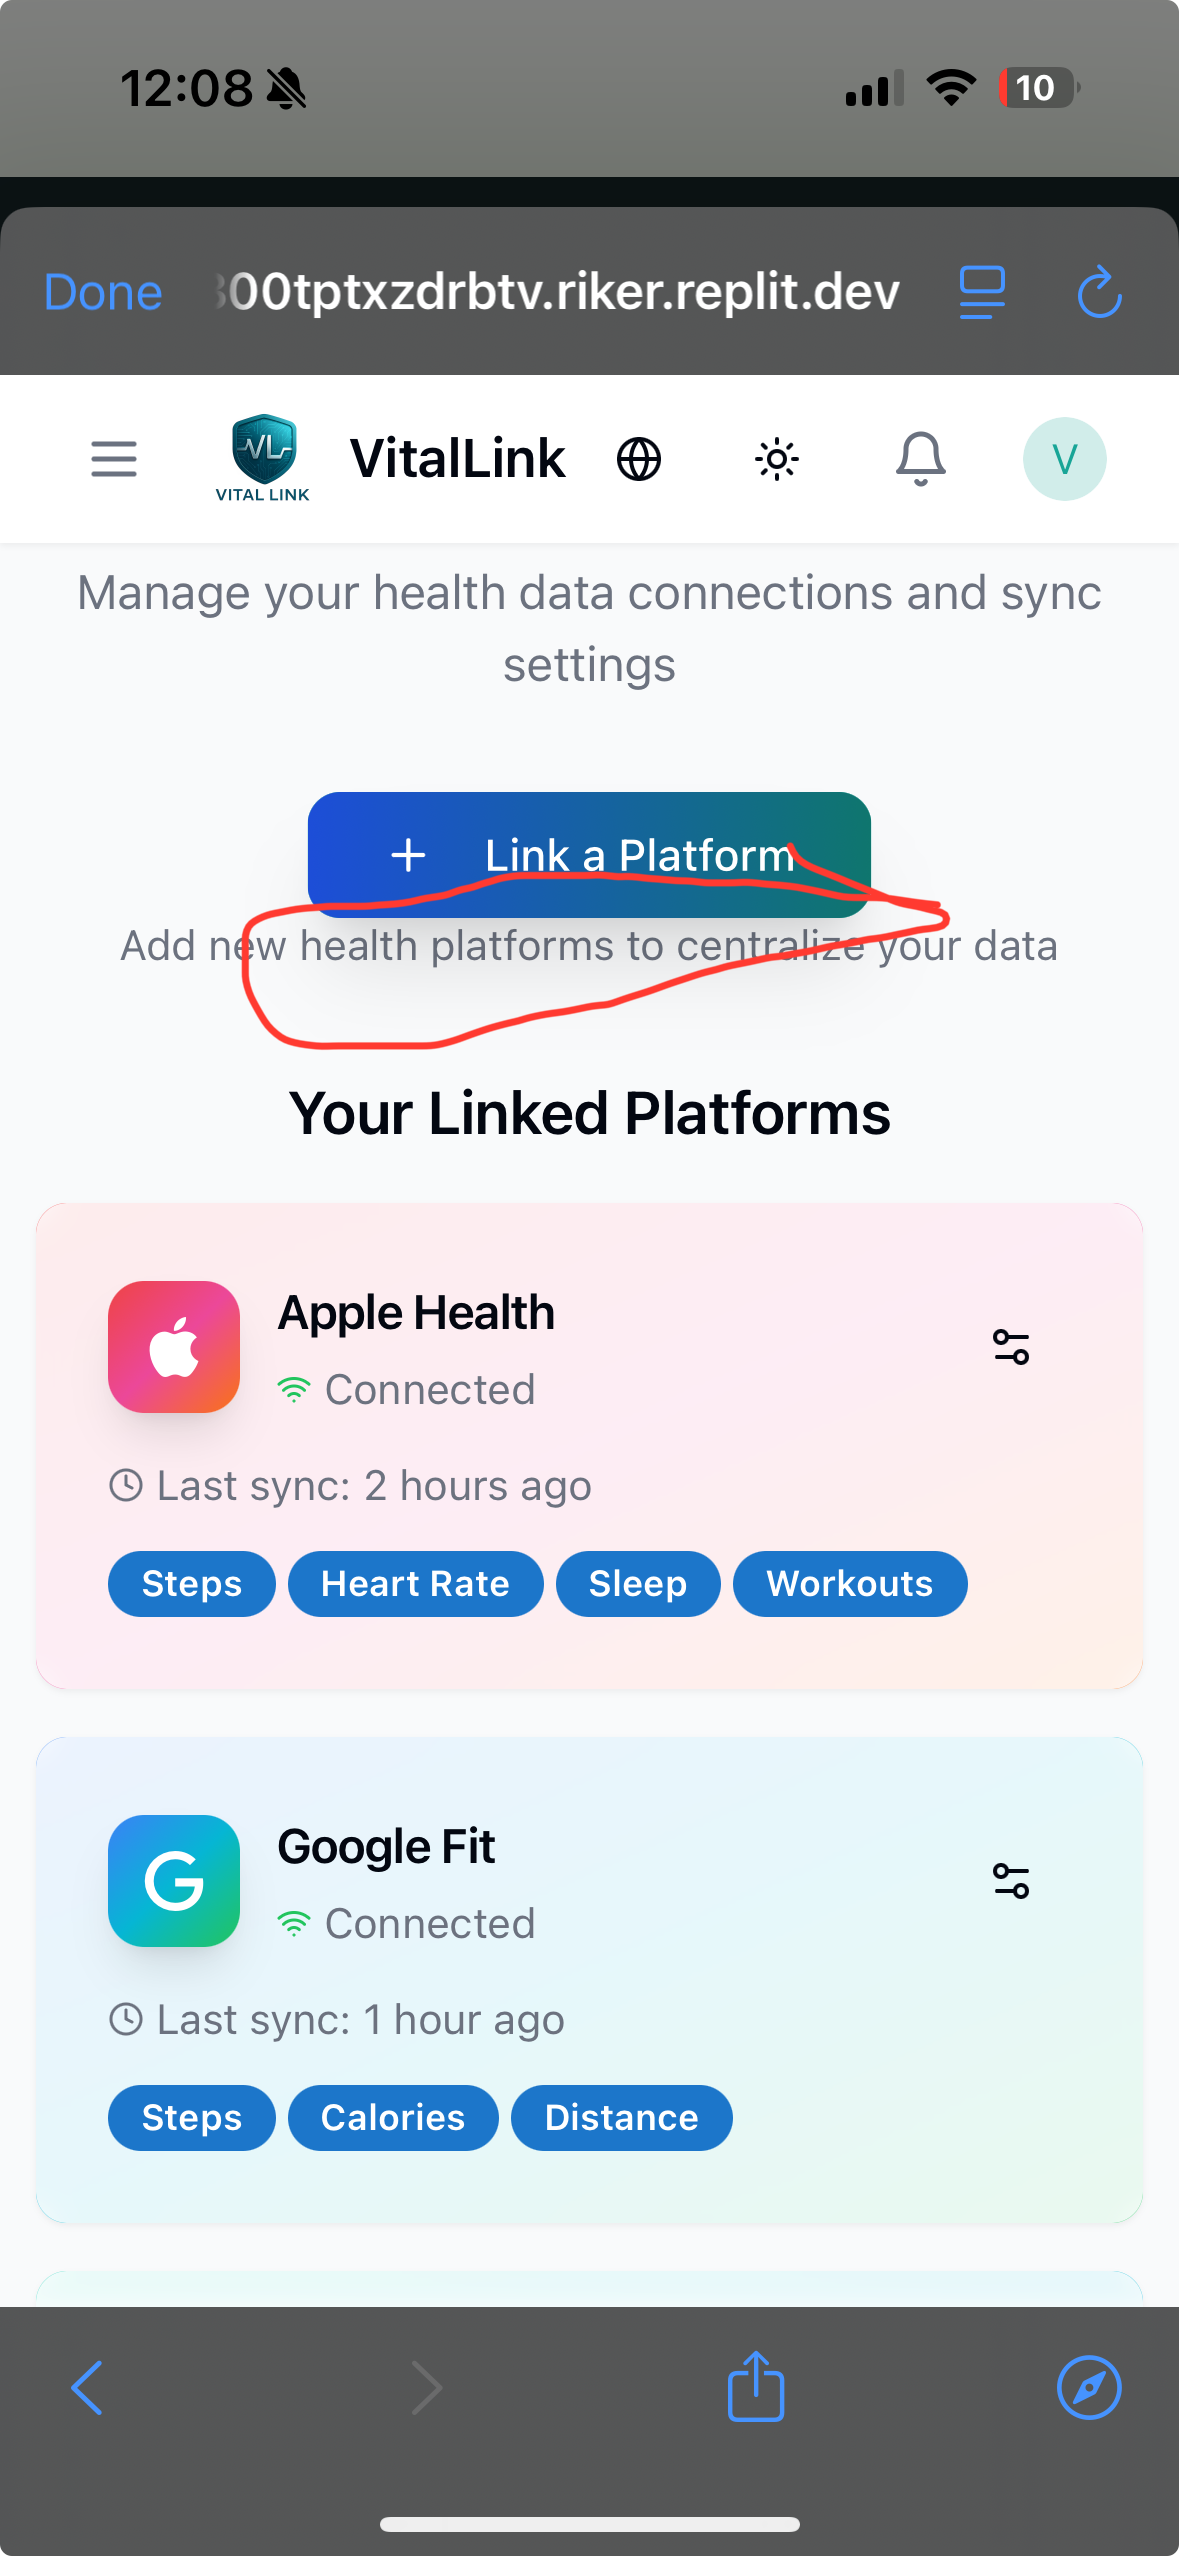 12:08
10
Done
00tptxzdrbtv.riker.replit.dev
VL
VITAL LINK
VitalLink
V
Manage your health data connections and sync
settings
+ Link a Platform
Add new health platforms to centralize your data
Your Linked Platforms
Apple Health
Connected
Last sync: 2 hours ago
Steps
Heart Rate
Sleep
Workouts
G
Google Fit
Connected
Last sync: 1 hour ago
Steps
Calories
Distance